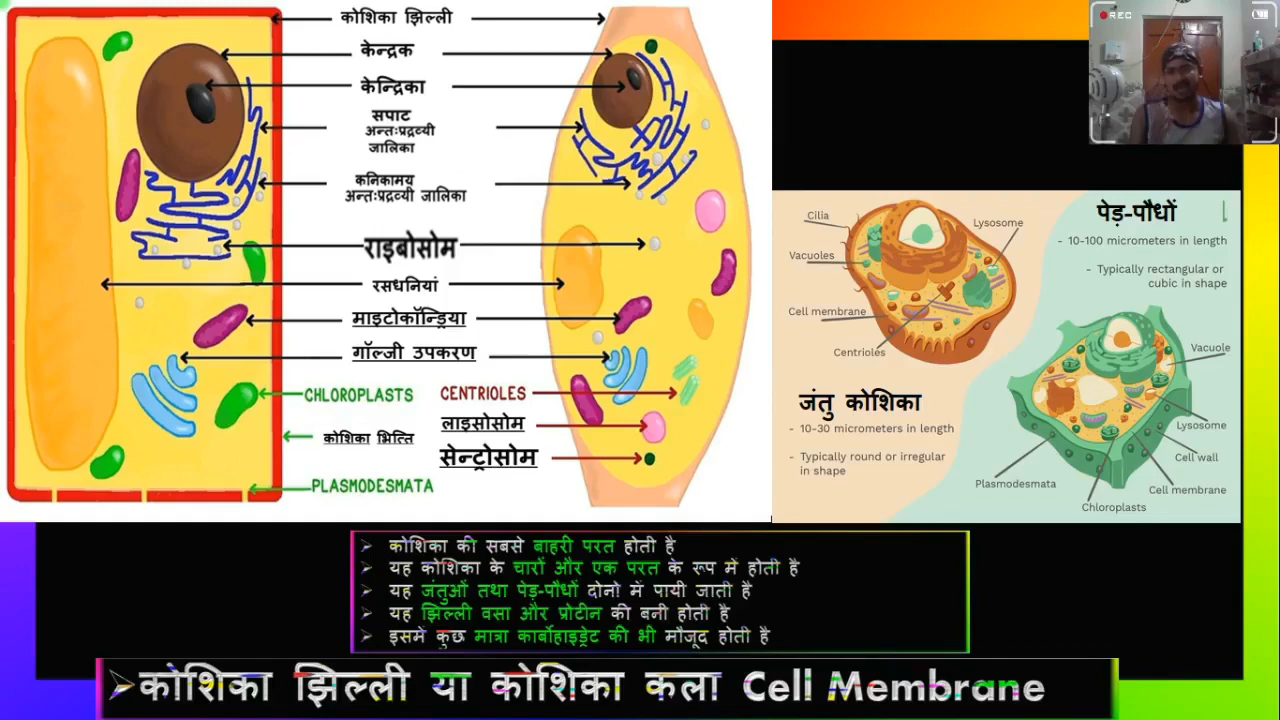 कोशिका झिल्ली
केन्द्रक
केन्द्रिका
सपाट
अन्तःप्रद्रव्यी
जालिका
कनिकामय
अन्तःप्रद्रव्यी जालिका
राइबोसोम
रसधनियां
माइटोकॉन्ड्रिया
गॉल्जी उपकरण
CHLOROPLASTS
CENTRIOLES
लाइसोसोम
कोशिका भित्ति
सेन्ट्रोसोम
PLASMODESMATA
REC
Cilia
Lysosome
Vacuoles
Cell membrane
Centrioles
जंतु कोशिका
- 10-30 micrometers in length
- Typically round or irregular
in shape
पेड़-पौधों
- 10-100 micrometers in length
- Typically rectangular or
cubic in shape
Vacuole
Lysosome
Cell wall
Cell membrane
Plasmodesmata
Chloroplasts
➢ कोशिका की सबसे बाहरी परत होती है
➢ यह कोशिका के चारों और एक परत के रूप में होती है
➢ यह जंतुओं तथा पेड़-पौधों दोनो में पायी जाती है
➢ यह झिल्ली वसा और प्रोटीन की बनी होती है
➢ इसमें कुछ मात्रा कार्बोहाइड्रेट की भी मौजूद होती है
➢कोशिका झिल्ली या कोशिका कला Cell Membrane